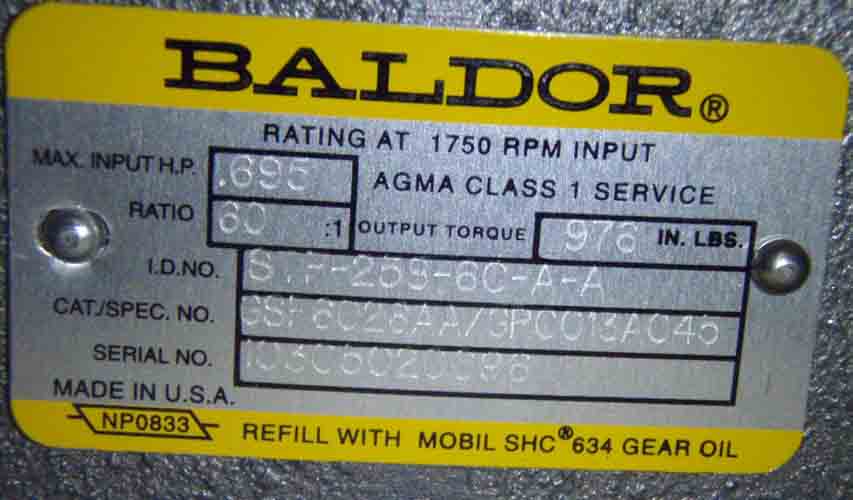 BALDOR®
RATING AT 1750 RPM INPUT
MAX. INPUT H.P. .695
AGMA CLASS 1 SERVICE
RATIO 60 :1 OUTPUT TORQUE 976 IN. LBS.
I.D.NO.
CAT./SPEC. NO.
SERIAL NO.
MADE IN U.S.A.
NP0833
REFILL WITH MOBIL SHC® 634 GEAR OIL